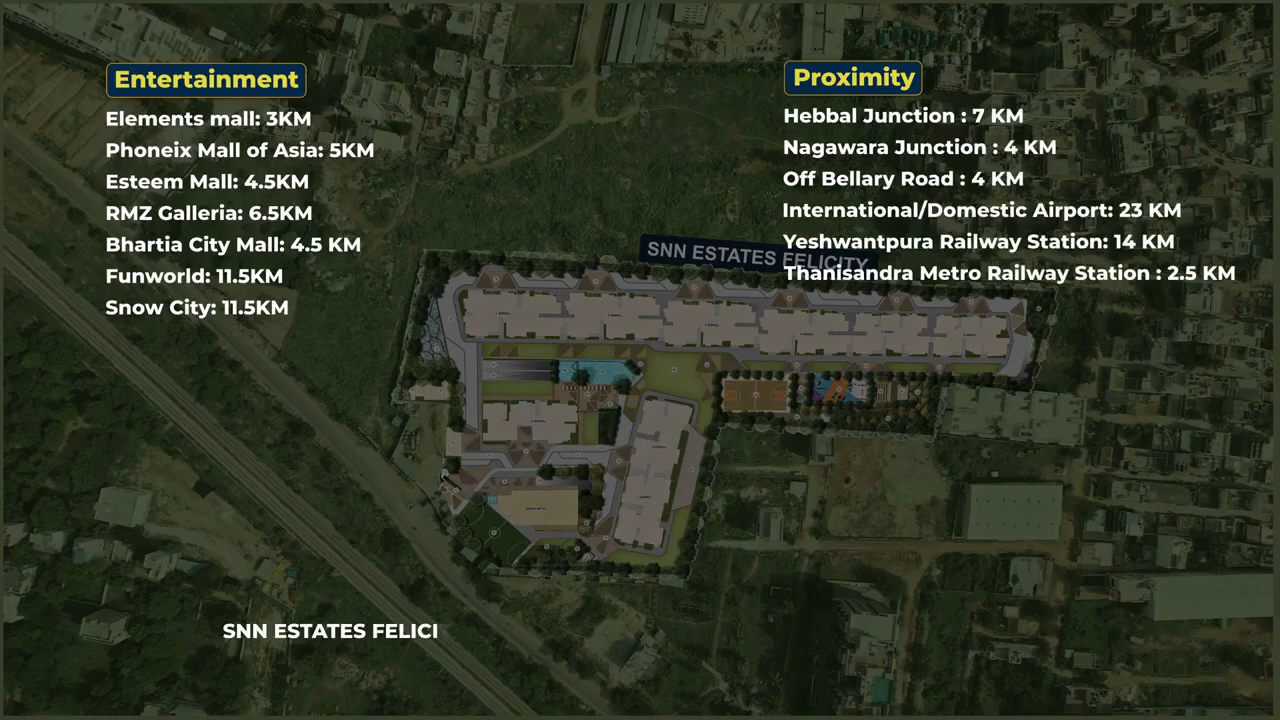 Entertainment
Elements mall: 3KM
Phoneix Mall of Asia: 5KM
Esteem Mall: 4.5KM
RMZ Galleria: 6.5KM
Bhartia City Mall: 4.5 KM
Funworld: 11.5KM
Snow City: 11.5KM
Proximity
Hebbal Junction : 7 KM
Nagawara Junction : 4 KM
Off Bellary Road : 4 KM
International/Domestic Airport: 23 KM
Yeshwantpura Railway Station: 14 KM
Thanisandra Metro Railway Station : 2.5 KM
SNN ESTATES FELICITY
SNN ESTATES FELICI